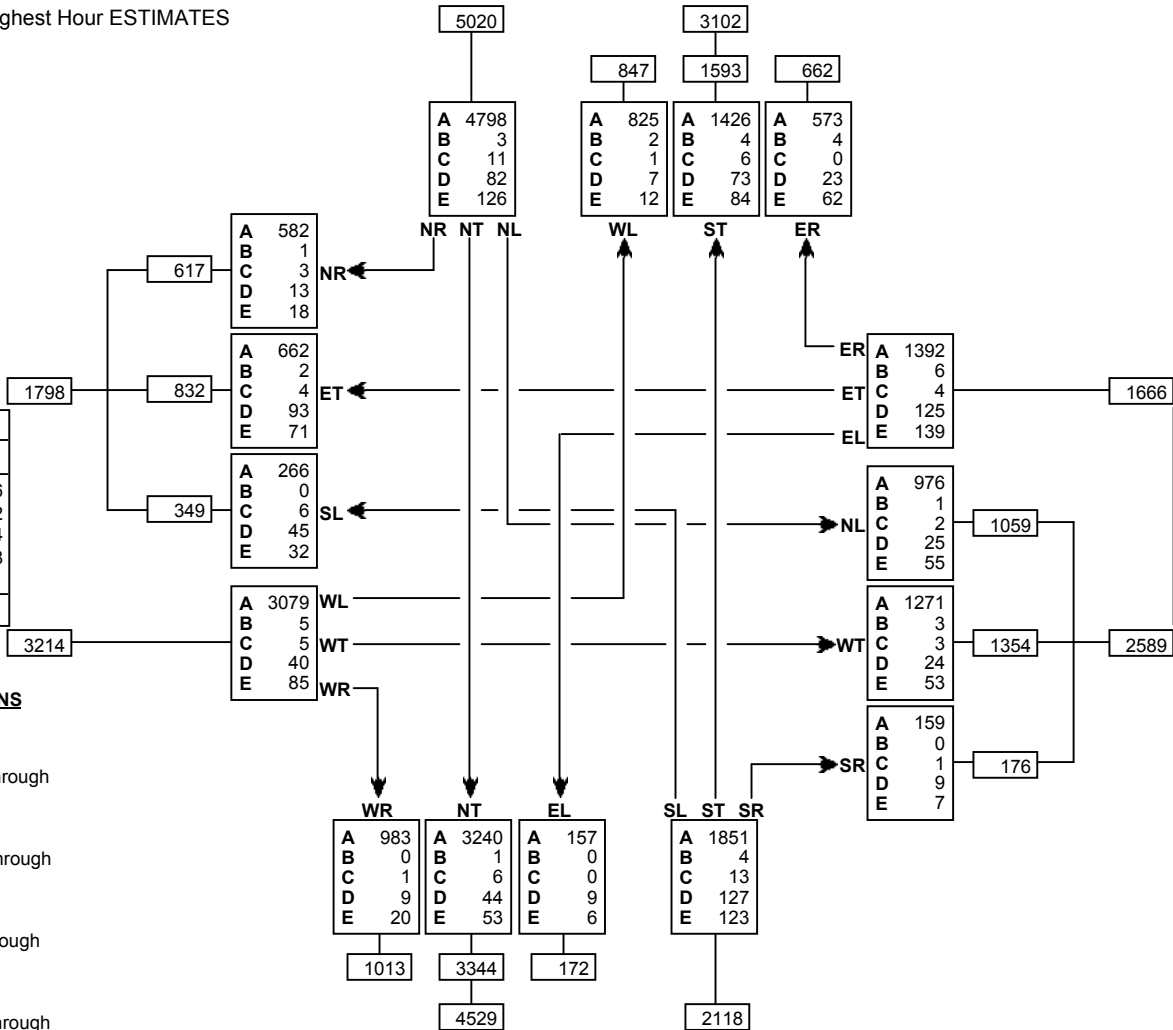 ghest Hour ESTIMATES
5020
3102
847
1593
662
A 4798
B 3
C 11
D 82
E 126
A 825
B 2
C 1
D 7
E 12
A 1426
B 4
C 6
D 73
E 84
A 573
B 4
C 0
D 23
E 62
NR NT NL
WL
ST
ER
617
A 582
B 1
C 3
D 13
E 18
NR
1798
832
A 662
B 2
C 4
D 93
E 71
ET
ER
ET
EL
A 1392
B 6
C 4
D 125
E 139
1666
349
A 266
B 0
C 6
D 45
E 32
SL
NL
A 976
B 1
C 2
D 25
E 55
1059
3214
A 3079
B 5
C 5
D 40
E 85
WL
WT
WR
WT
A 1271
B 3
C 3
D 24
E 53
1354
2589
NS
SR
A 159
B 0
C 1
D 9
E 7
176
rough
hrough
ough
hrough
WR
NT
EL
SL ST SR
A 983
B 0
C 1
D 9
E 20
A 3240
B 1
C 6
D 44
E 53
A 157
B 0
C 0
D 9
E 6
A 1851
B 4
C 13
D 127
E 123
1013
3344
172
4529
2118